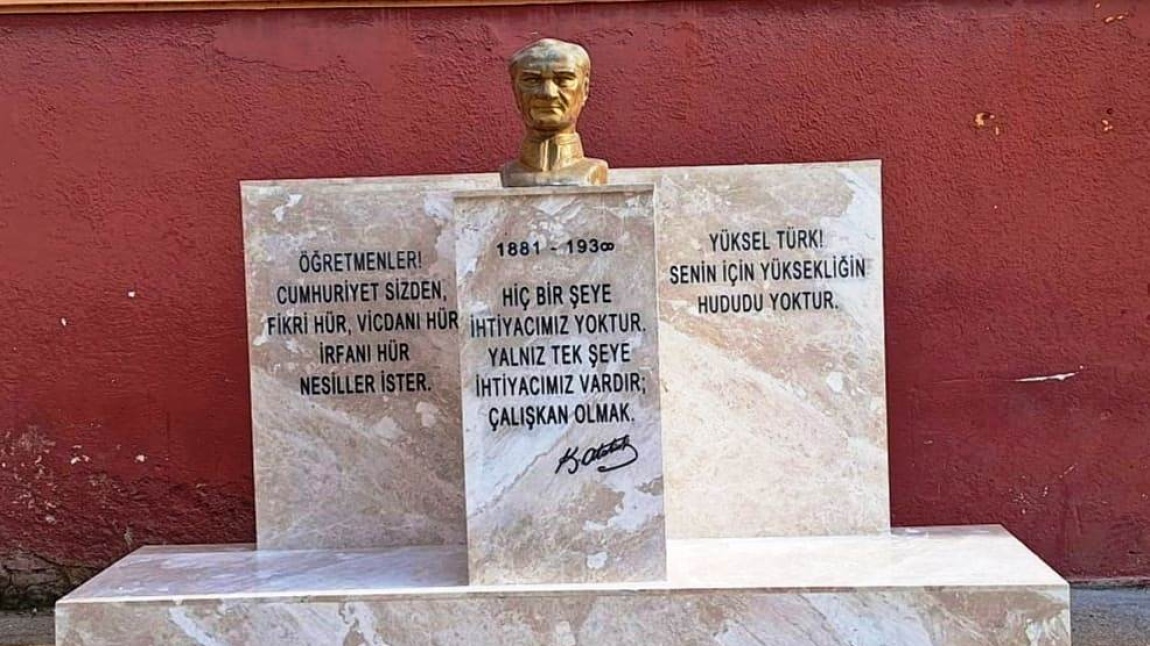 ÖĞRETMENLER!
CUMHURİYET SİZDEN,
FİKRİ HÜR, VİCDANI HÜR
İRFANI HÜR
NESİLLER İSTER.
1881 - 193∞
HİÇ BİR ŞEYE
İHTİYACIMIZ YOKTUR.
YALNIZ TEK ŞEYE
İHTİYACIMIZ VARDIR;
ÇALIŞKAN OLMAK.
K. Atatürk
YÜKSEL TÜRK!
SENİN İÇİN YÜKSEKLİĞİN
HUDUDU YOKTUR.